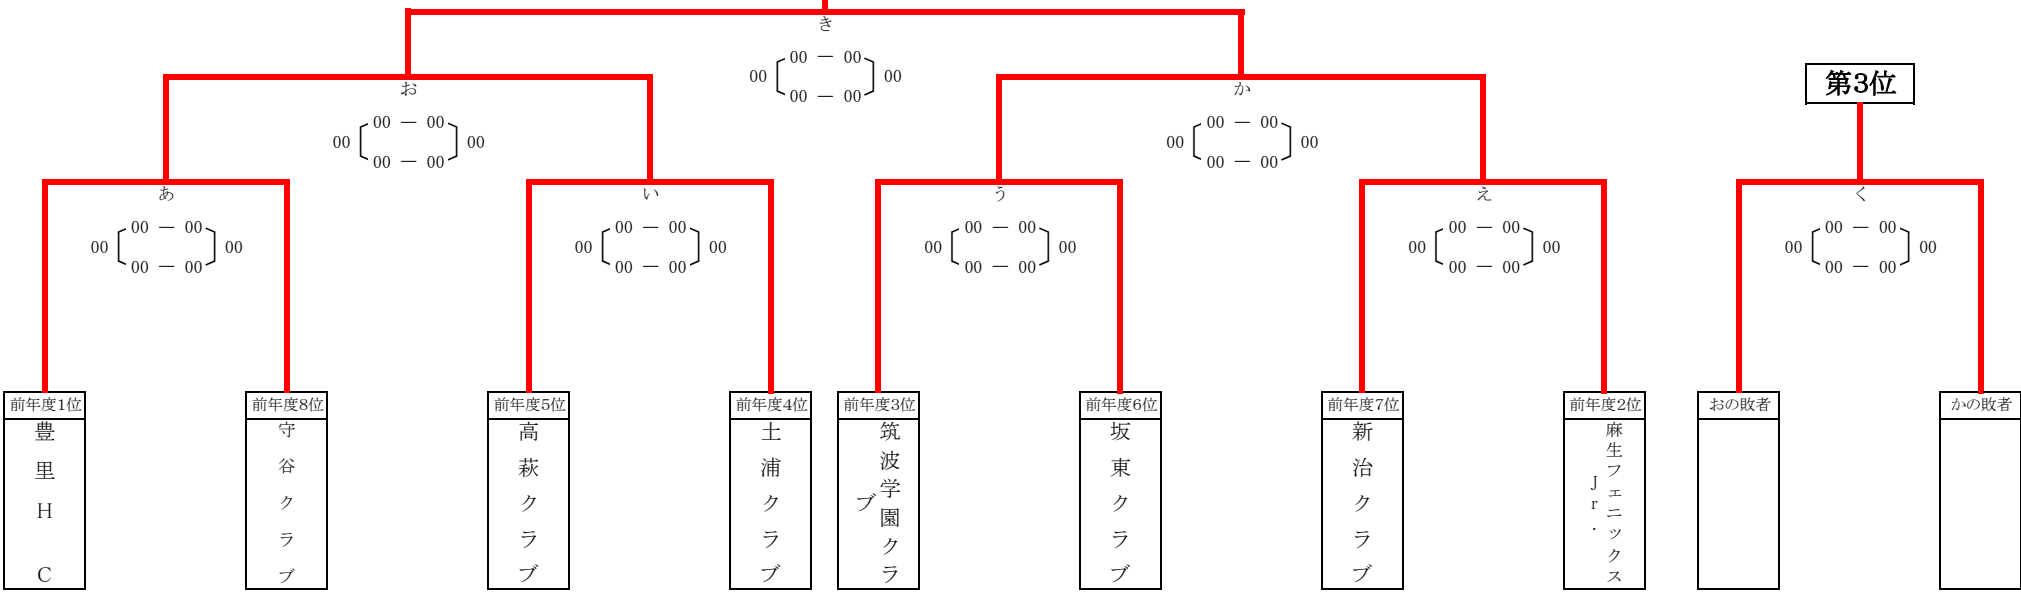 き
00 ― 00
00 00
00 ― 00
第3位
お
00 ― 00
00 00
00 ― 00
か
00 ― 00
00 00
00 ― 00
あ
00 ― 00
00 00
00 ― 00
い
00 ― 00
00 00
00 ― 00
う
00 ― 00
00 00
00 ― 00
え
00 ― 00
00 00
00 ― 00
く
00 ― 00
00 00
00 ― 00
前年度1位
豊里HC
前年度8位
守谷クラブ
前年度5位
高萩クラブ
前年度4位
土浦クラブ
前年度3位
筑波学園クラ
ブ
前年度6位
坂東クラブ
前年度7位
新治クラブ
前年度2位
麻生フェニックス
Jr.
おの敗者
かの敗者